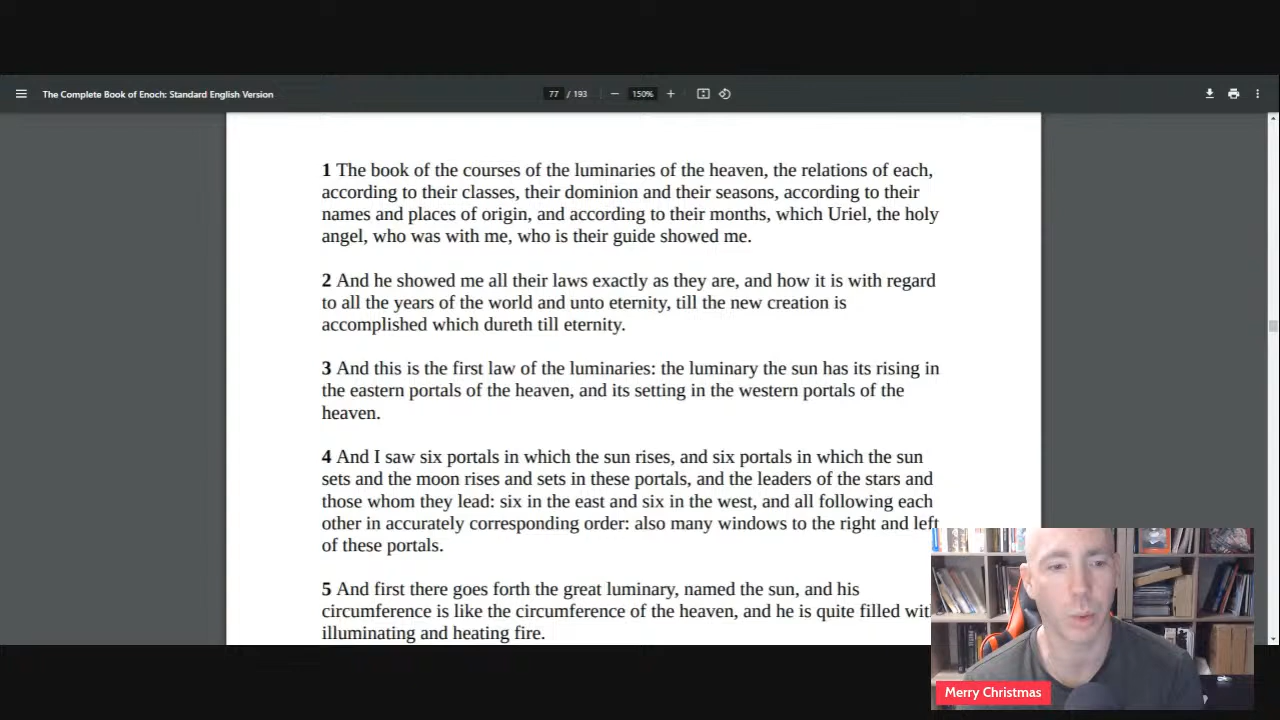 The Complete Book of Enoch: Standard English Version
77 / 193
150%
1 The book of the courses of the luminaries of the heaven, the relations of each,
according to their classes, their dominion and their seasons, according to their
names and places of origin, and according to their months, which Uriel, the holy
angel, who was with me, who is their guide showed me.
2 And he showed me all their laws exactly as they are, and how it is with regard
to all the years of the world and unto eternity, till the new creation is
accomplished which dureth till eternity.
3 And this is the first law of the luminaries: the luminary the sun has its rising in
the eastern portals of the heaven, and its setting in the western portals of the
heaven.
4 And I saw six portals in which the sun rises, and six portals in which the sun
sets and the moon rises and sets in these portals, and the leaders of the stars and
those whom they lead: six in the east and six in the west, and all following each
other in accurately corresponding order: also many windows to the right and left
of these portals.
5 And first there goes forth the great luminary, named the sun, and his
circumference is like the circumference of the heaven, and he is quite filled with
illuminating and heating fire.
Merry Christmas